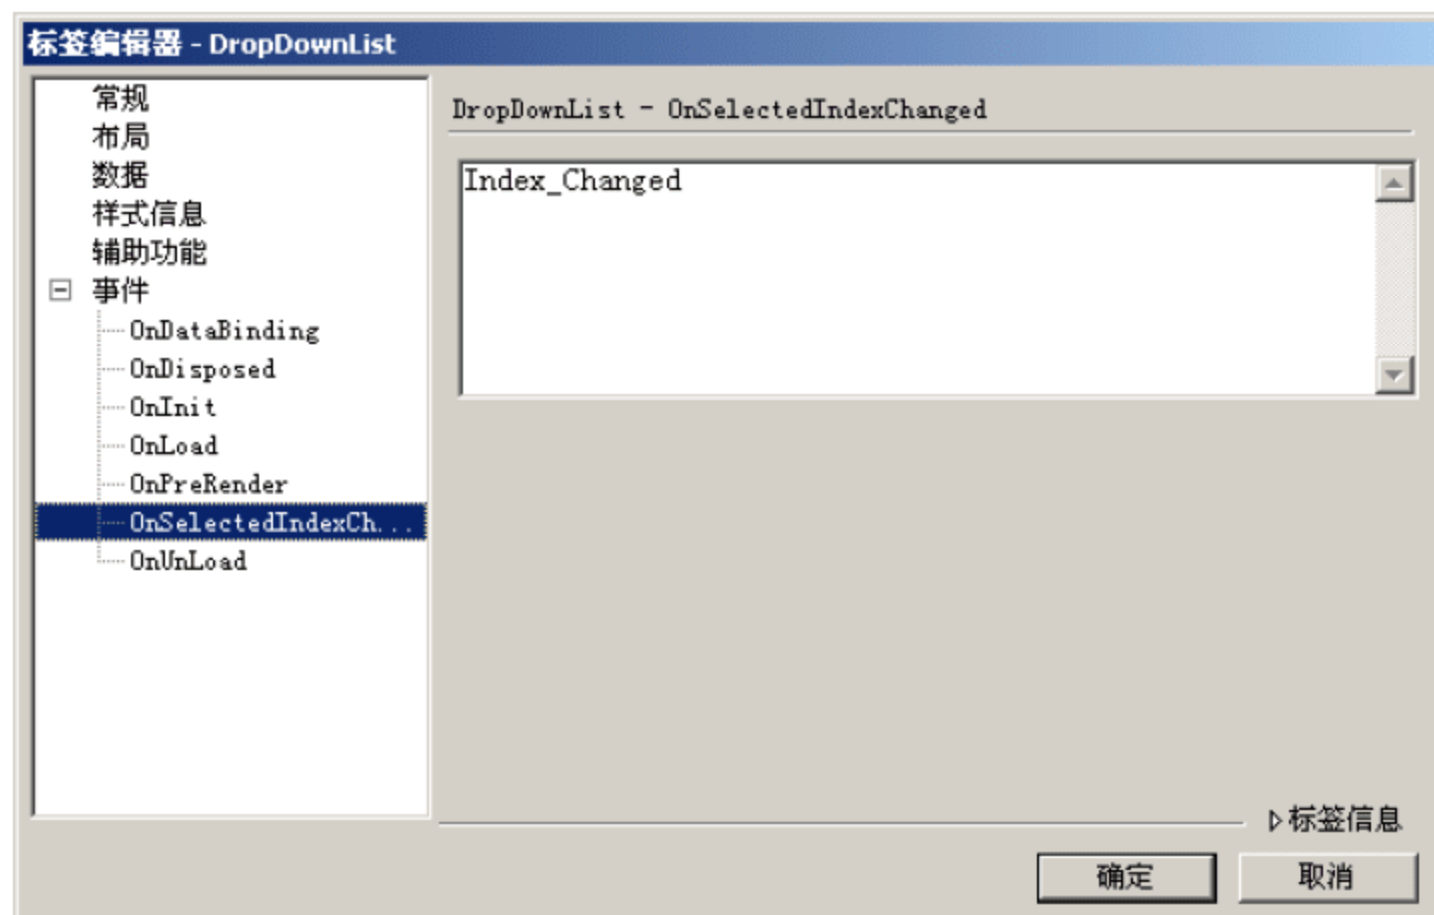 标签编辑器 - DropDownList
常规
布局
数据
样式信息
辅助功能
事件
OnDataBinding
OnDisposed
OnInit
OnLoad
OnPreRender
OnSelectedIndexCh...
OnUnLoad
DropDownList - OnSelectedIndexChanged
Index_Changed
标签信息
确定
取消